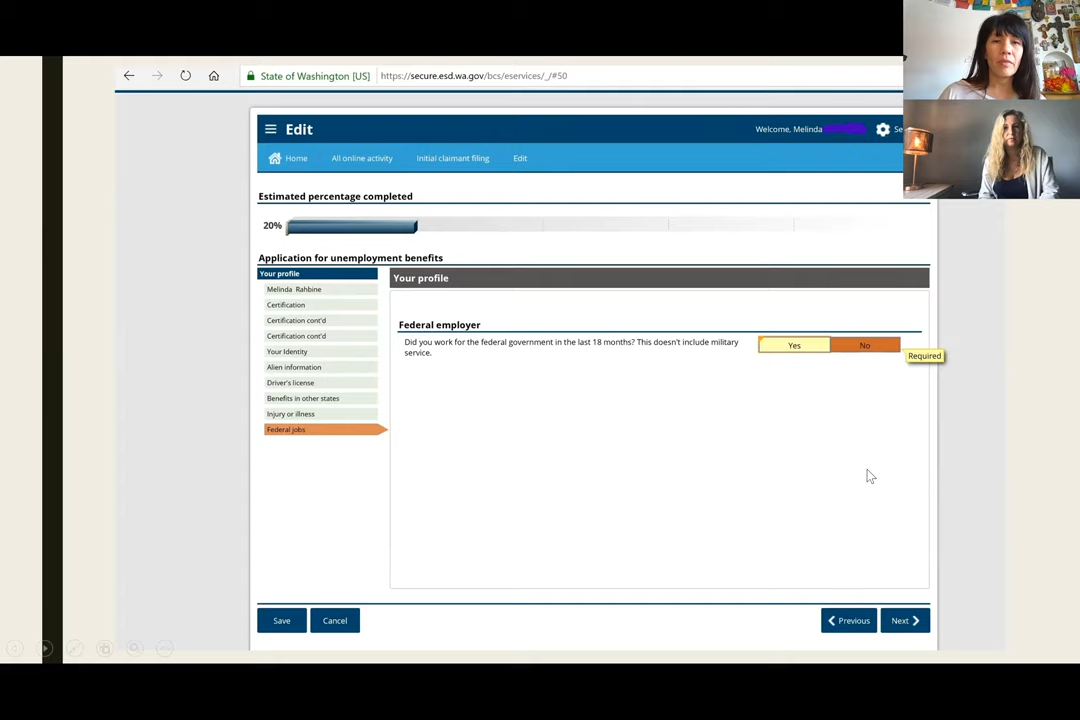 State of Washington [US]
https://secure.esd.wa.gov/bcs/eservices/_/#50
Edit
Welcome, Melinda
Se
Home
All online activity
Initial claimant filing
Edit
Estimated percentage completed
20%
Application for unemployment benefits
Your profile
Melinda Rahbine
Certification
Certification cont'd
Certification cont'd
Your Identity
Alien information
Driver's license
Benefits in other states
Injury or illness
Federal jobs
Your profile
Federal employer
Did you work for the federal government in the last 18 months? This doesn't include military
service.
Yes
No
Required
Save
Cancel
Previous
Next